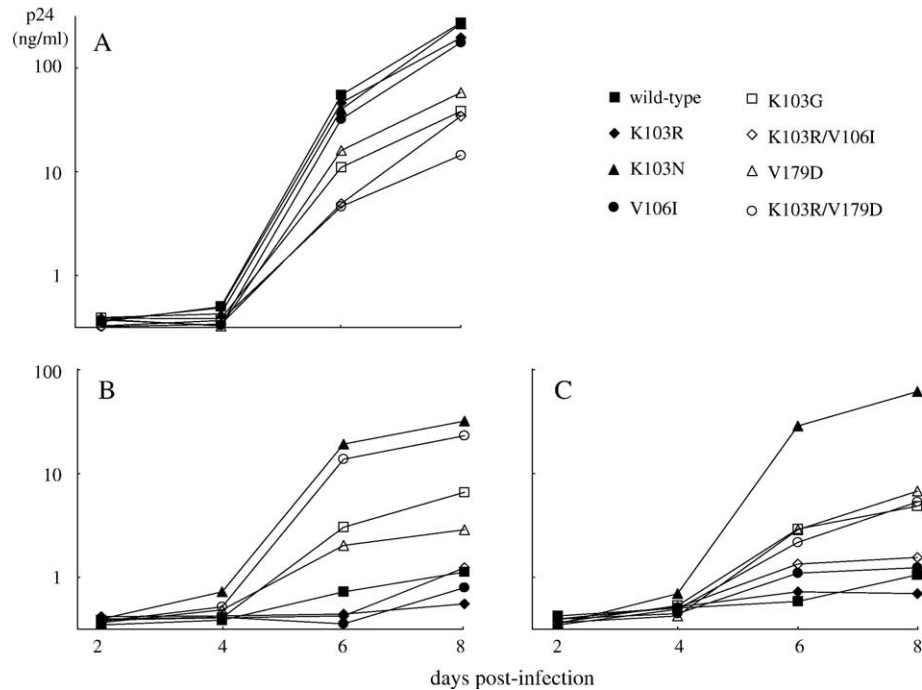 p24
(ng/ml)
A
100
10
1
wild-type
K103G
K103R
K103R/V106I
K103N
V179D
V106I
K103R/V179D
100
B
C
10
1
2
4
6
8
2
4
6
8
days post-infection